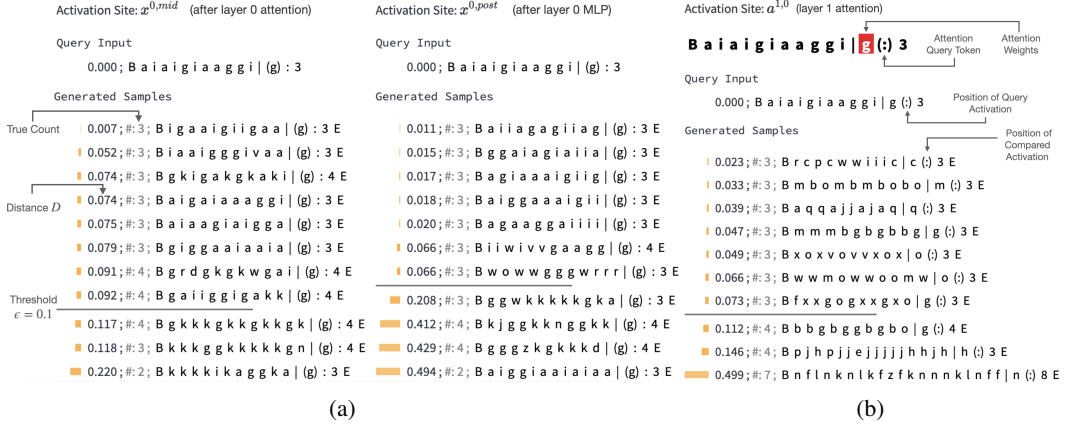 Activation Site: x^{0,mid} (after layer 0 attention)
Query Input
0.000; B a i a i g i a a g g i | (g) : 3
Generated Samples
True Count
0.007; #: 3; B i g a a i g i i g a a | (g) : 3 E
0.052; #: 3; B i a a i g g g i v a a | (g) : 3 E
0.074; #: 3; B g k i g a k g k a k i | (g) : 4 E
Distance D
0.074; #: 3; B a i g a i a a a g g i | (g) : 3 E
0.075; #: 3; B a i g a i a a g i a g | (g) : 3 E
0.079; #: 3; B g i g g a a i a a i a | (g) : 3 E
0.091; #: 4; B g r d g k g k w g a i | (g) : 4 E
0.092; #: 4; B g a i i g g i g a k k | (g) : 4 E
Threshold
ϵ = 0.1
0.117; #: 4; B g k k k g k k g k k g k | (g) : 4 E
0.118; #: 3; B k k k g g k k k k k g n | (g) : 4 E
0.220; #: 2; B k k k k i k a g g k a | (g) : 3 E
(a)
Activation Site: x^{0,post} (after layer 0 MLP)
Query Input
0.000; B a i a i g i a a g g i | (g) : 3
Generated Samples
0.011; #: 3; B a i i a g a g i i a g | (g) : 3 E
0.015; #: 3; B g g a i a g i a i i a | (g) : 3 E
0.017; #: 3; B a g i a a a i g i i g | (g) : 3 E
0.018; #: 3; B a i g g a a a i g i i | (g) : 3 E
0.020; #: 3; B a g a a g g a i i i i | (g) : 3 E
0.066; #: 3; B i i w i v v g a a g g | (g) : 4 E
0.066; #: 3; B w o w w g g g w r r r | (g) : 3 E
0.208; #: 3; B g g w k k k k k g k a | (g) : 3 E
0.412; #: 4; B k j g g k k n g g k k | (g) : 4 E
0.429; #: 4; B g g g z k g k k k d | (g) : 4 E
0.494; #: 2; B a i g g i a a i a i a a | (g) : 3 E
Activation Site: a^{1,0} (layer 1 attention)
B a i a i g i a a g g i | g (:) 3
Attention
Query Token
Attention
Weights
Query Input
0.000; B a i a i g i a a g g i | g (:) 3
Position of Query
Activation
Generated Samples
Position of
Compared
Activation
0.023; #: 3; B r c p c w w i i i c | c (:) 3 E
0.033; #: 3; B m b o m b m b o b o | m (:) 3 E
0.039; #: 3; B a q q a j j a j a q | q (:) 3 E
0.047; #: 3; B m m m b g b g b b g | g (:) 3 E
0.049; #: 3; B x o x v o v v x o x | o (:) 3 E
0.066; #: 3; B w w m o w w o o m w | o (:) 3 E
0.073; #: 3; B f x x g o g x x g x o | g (:) 3 E
0.112; #: 4; B b b g b g g b g b o | g (:) 4 E
0.146; #: 4; B p j h p j j e j j j j j h h j h | h (:) 3 E
0.499; #: 7; B n f l n k n l k f z f k n n n k l n f f | n (:) 8 E
(b)